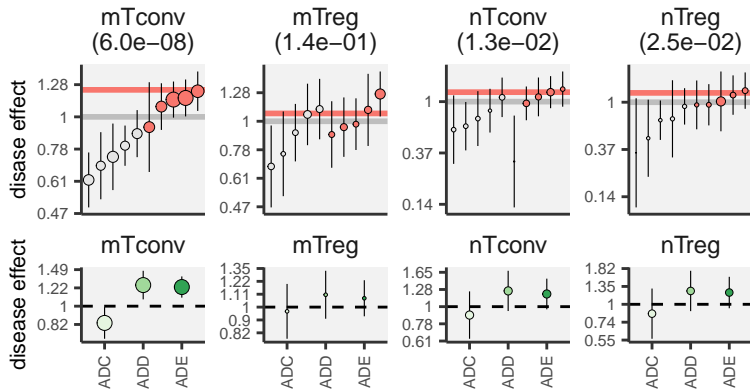 mTconv
(6.0e−08)
mTreg
(1.4e−01)
nTconv
(1.3e−02)
nTreg
(2.5e−02)
disase effect
1.28
1
0.78
0.61
0.47
1.28
1
0.78
0.61
0.47
1
0.37
0.14
1
0.37
0.14
mTconv
mTreg
nTconv
nTreg
disease effect
1.49
1.22
1
0.82
1.35
1.22
1.11
1
0.9
0.82
1.65
1.28
1
0.78
0.61
1.82
1.35
1
0.74
0.55
ADC
ADD
ADE
ADC
ADD
ADE
ADC
ADD
ADE
ADC
ADD
ADE